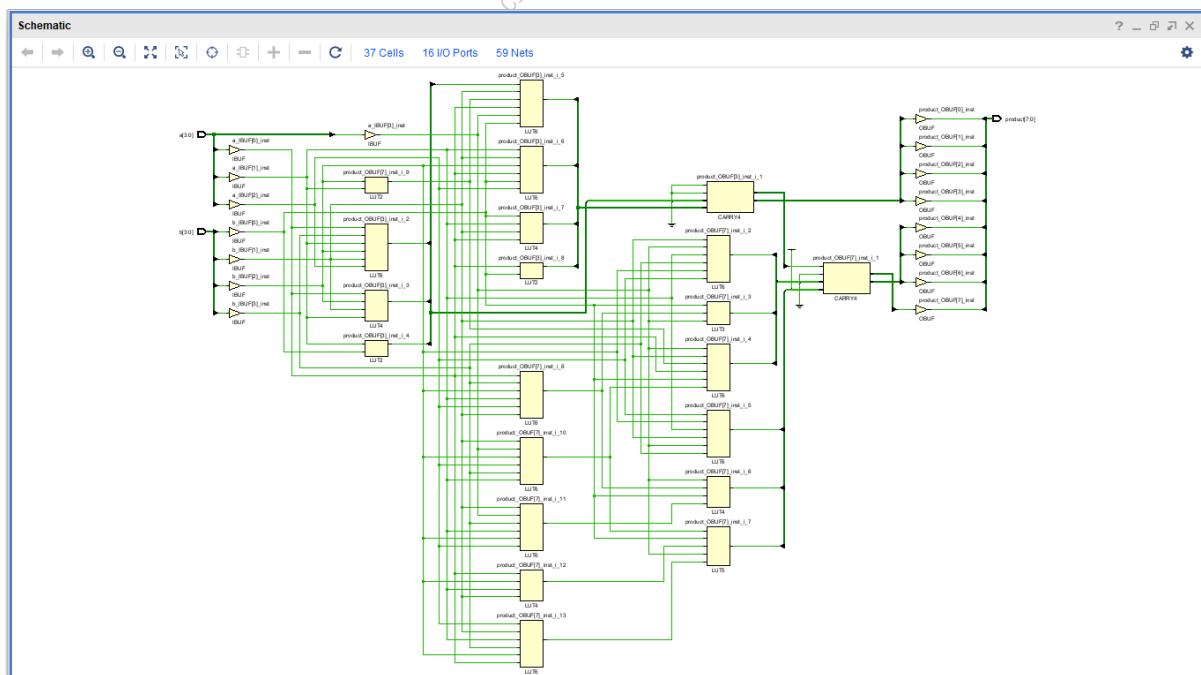 Schematic
37 Cells 16 I/O Ports 59 Nets
a[3:0]
a_IBUF[0]_inst
IBUF
a_IBUF[1]_inst
IBUF
a_IBUF[2]_inst
IBUF
b[3:0]
b_IBUF[0]_inst
IBUF
b_IBUF[1]_inst
IBUF
b_IBUF[2]_inst
IBUF
b_IBUF[3]_inst
IBUF
a_IBUF[3]_inst
IBUF
product_OBUF[7]_inst_i_9
LUT2
product_OBUF[3]_inst_i_2
LUT6
product_OBUF[3]_inst_i_3
LUT4
product_OBUF[3]_inst_i_4
LUT2
product_OBUF[3]_inst_i_5
LUT6
product_OBUF[3]_inst_i_6
LUT6
product_OBUF[3]_inst_i_7
LUT4
product_OBUF[3]_inst_i_8
LUT2
product_OBUF[7]_inst_i_8
LUT6
product_OBUF[7]_inst_i_10
LUT6
product_OBUF[7]_inst_i_11
LUT6
product_OBUF[7]_inst_i_12
LUT4
product_OBUF[7]_inst_i_13
LUT6
product_OBUF[3]_inst_i_1
CARRY4
product_OBUF[7]_inst_i_2
LUT6
product_OBUF[7]_inst_i_3
LUT3
product_OBUF[7]_inst_i_4
LUT6
product_OBUF[7]_inst_i_5
LUT6
product_OBUF[7]_inst_i_6
LUT4
product_OBUF[7]_inst_i_7
LUT5
product_OBUF[7]_inst_i_1
CARRY4
product_OBUF[0]_inst
OBUF
product_OBUF[1]_inst
OBUF
product_OBUF[2]_inst
OBUF
product_OBUF[3]_inst
OBUF
product_OBUF[4]_inst
OBUF
product_OBUF[5]_inst
OBUF
product_OBUF[6]_inst
OBUF
product_OBUF[7]_inst
OBUF
product[7:0]